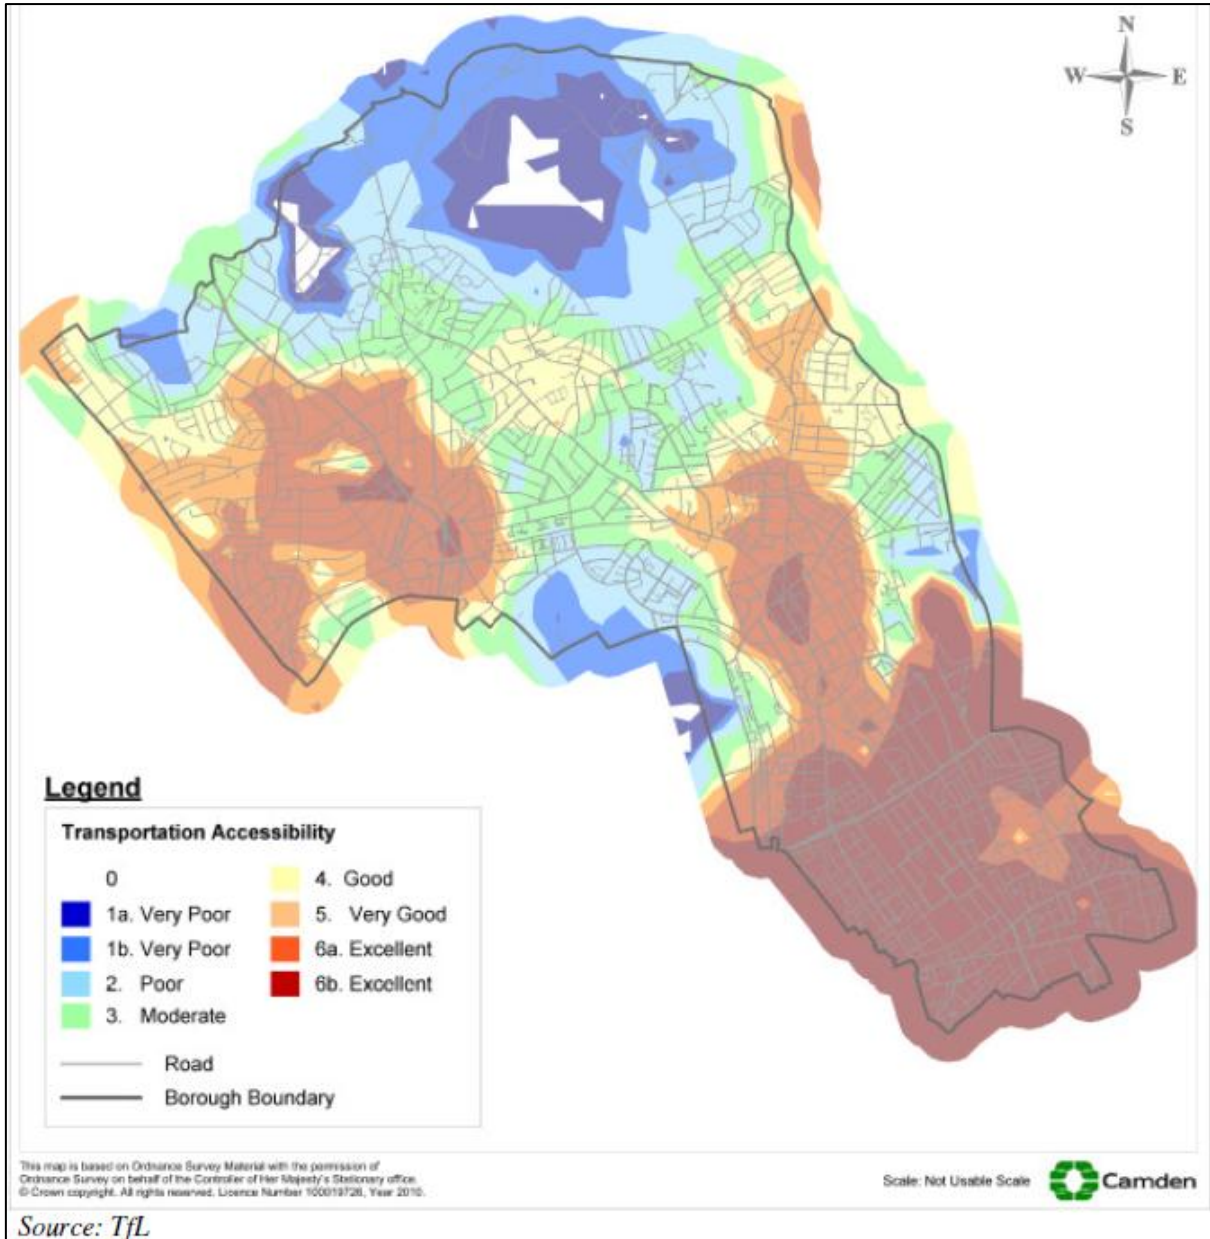 N
W
E
S
Legend
Transportation Accessibility
0
1a. Very Poor
1b. Very Poor
2. Poor
3. Moderate
4. Good
5. Very Good
6a. Excellent
6b. Excellent
Road
Borough Boundary
This map is based on Ordnance Survey Material with the permission of
Ordnance Survey on behalf of the Controller of Her Majesty's Stationary office.
© Crown copyright. All rights reserved. Licence Number 100019726, Year 2010.
Scale: Not Usable Scale
Camden
Source: TfL